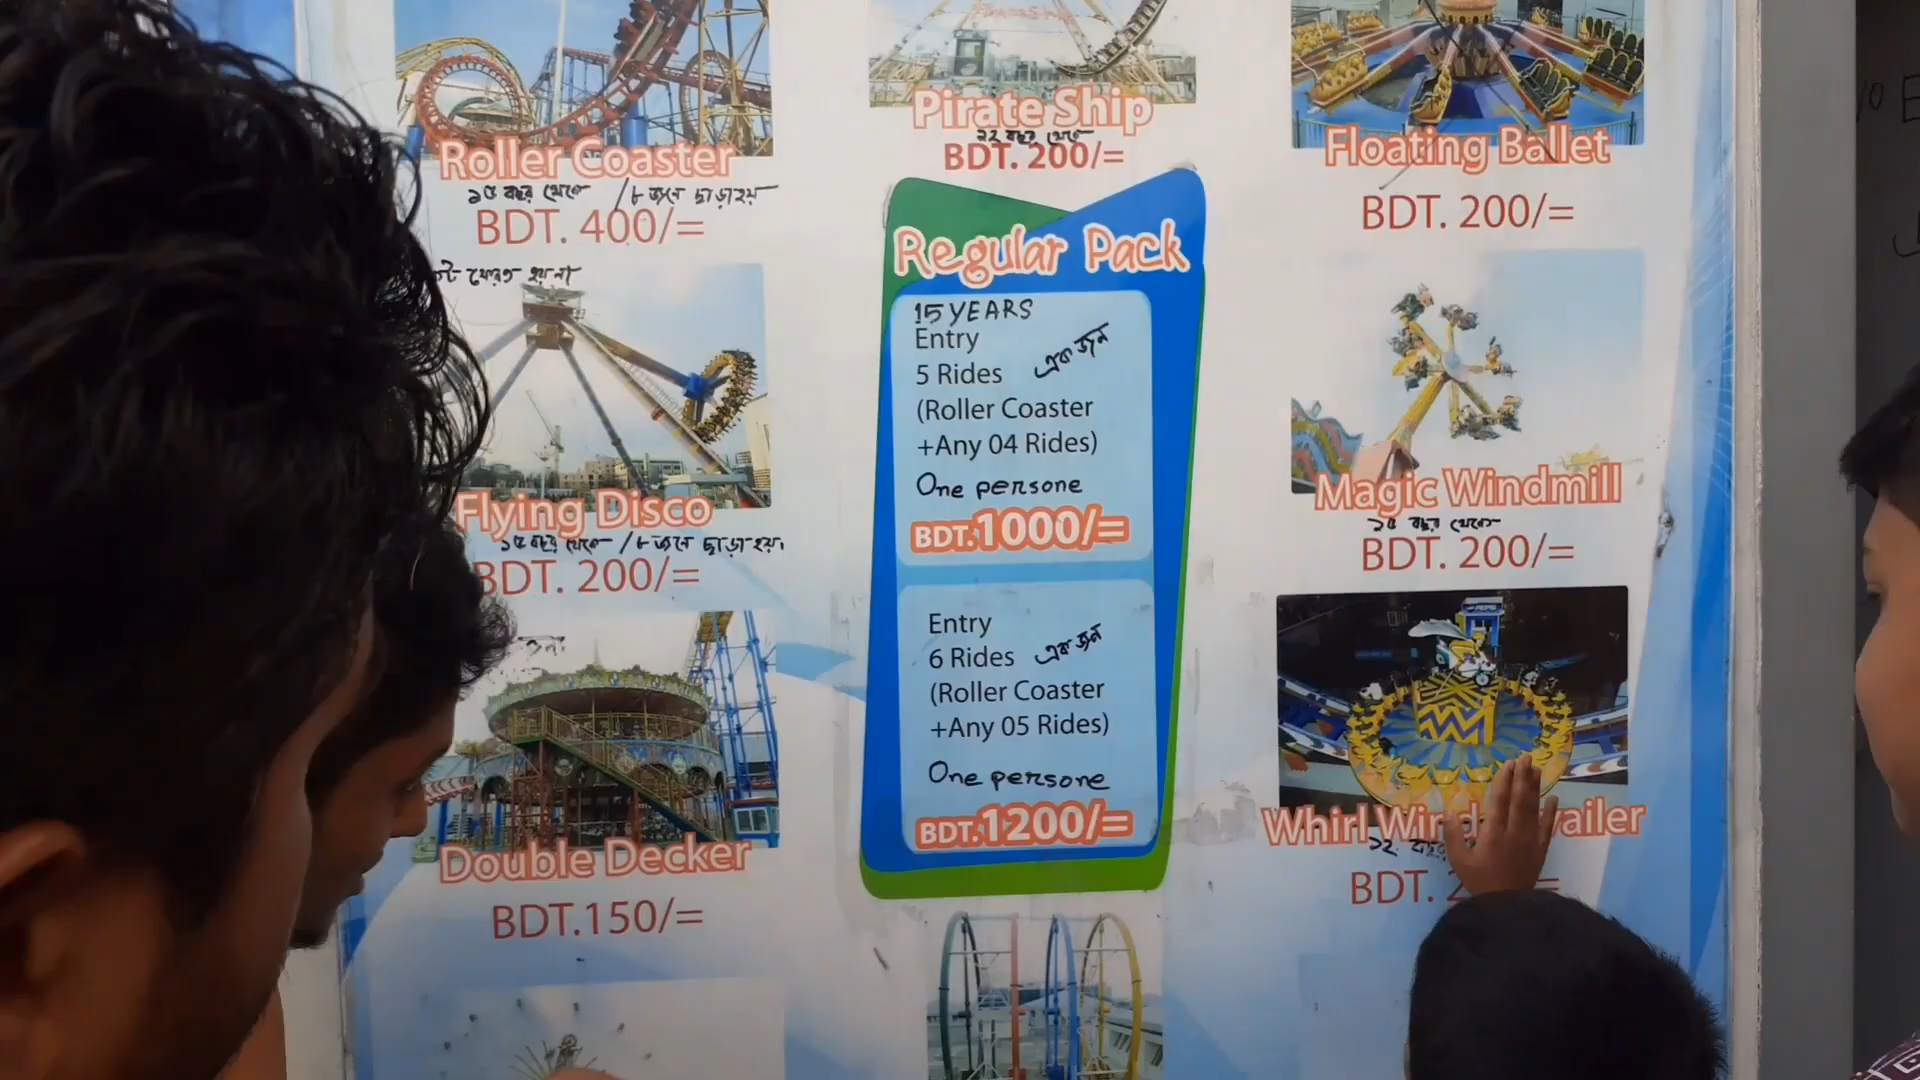 Roller Coaster
১৫ বছর থেকে /৮ জনে ছাড়া হয়
BDT. 400/=
ফেরত হয় না
Flying Disco
১৫ বছর থেকে /৮ জনে ছাড়া হয়।
BDT. 200/=
Double Decker
BDT.150/=
Pirate Ship
১২ বছর থেকে
BDT. 200/=
Regular Pack
15 YEARS
Entry
5 Rides একজন
(Roller Coaster
+Any 04 Rides)
One persone
BDT.1000/=
Entry
6 Rides একজন
(Roller Coaster
+Any 05 Rides)
One persone
BDT.1200/=
Floating Ballet
BDT. 200/=
Magic Windmill
১৫ বছর থেকে
BDT. 200/=
Whirl Wind
১২ বছর
BDT. 2